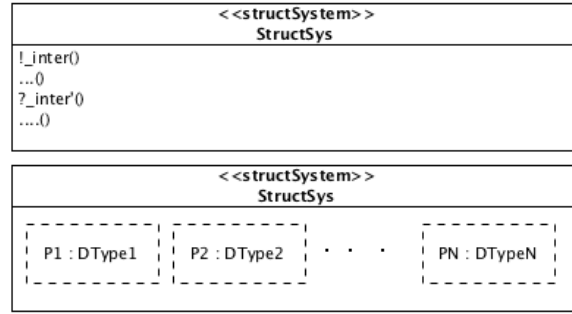 <<structSystem>>
StructSys
!_inter()
...()
?_inter'()
....()
<<structSystem>>
StructSys
P1 : DType1 P2 : DType2 . . . PN : DTypeN